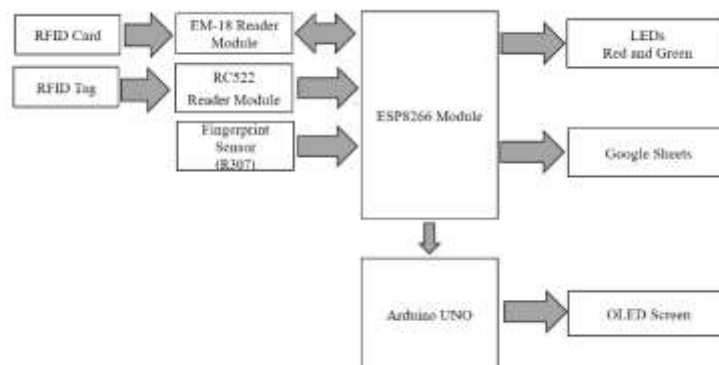 RFID Card
EM-18 Reader
Module
LEDs
Red and Green
RFID Tag
RC522
Reader Module
ESP8266 Module
Fingerprint
Sensor
(R307)
Google Sheets
Arduino UNO
OLED Screen